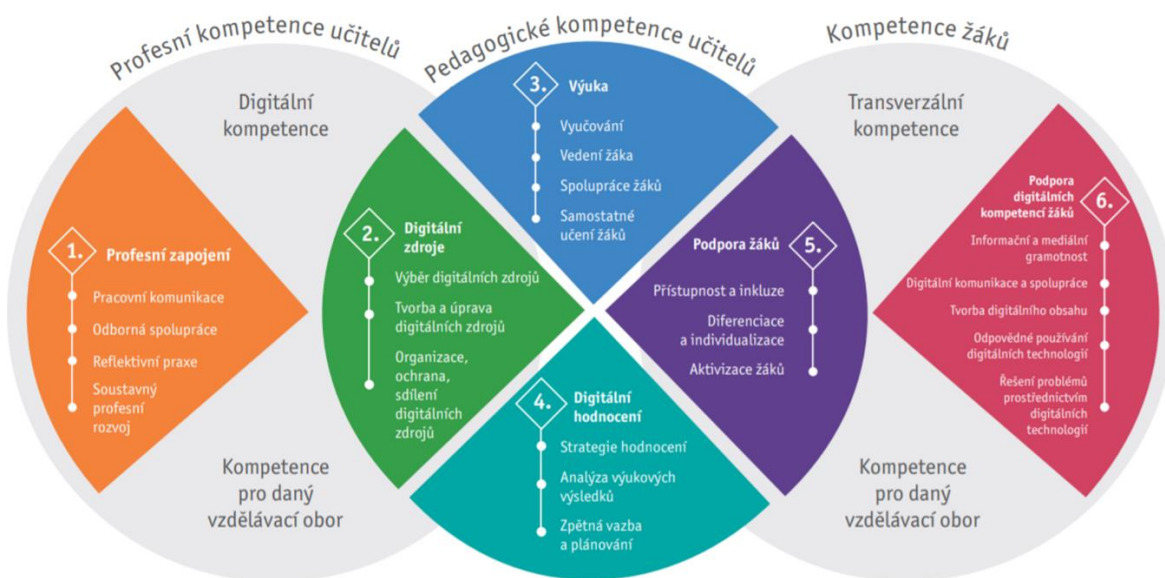 Profesní kompetence učitelů
Pedagogické kompetence učitelů
Kompetence žáků
Digitální
kompetence
Transverzální
kompetence
1.
Profesní zapojení
Pracovní komunikace
Odborná spolupráce
Reflektivní praxe
Soustavný
profesní
rozvoj
2.
Digitální
zdroje
Výběr digitálních zdrojů
Tvorba a úprava
digitálních zdrojů
Organizace,
ochrana,
sdílení
digitálních
zdrojů
3.
Výuka
Vyučování
Vedení žáka
Spolupráce žáků
Samostatné
učení žáků
4.
Digitální
hodnocení
Strategie hodnocení
Analýza výukových
výsledků
Zpětná vazba
a plánování
Podpora žáků
5.
Přístupnost a inkluze
Diferenciace
a individualizace
Aktivizace žáků
Podpora
digitálních
kompetencí žáků
6.
Informační a mediální
gramotnost
Digitální komunikace a spolupráce
Tvorba digitálního obsahu
Odpovědné používání
digitálních technologií
Řešení problémů
prostřednictvím
digitálních
technologií
Kompetence
pro daný
vzdělávací obor
Kompetence
pro daný
vzdělávací obor